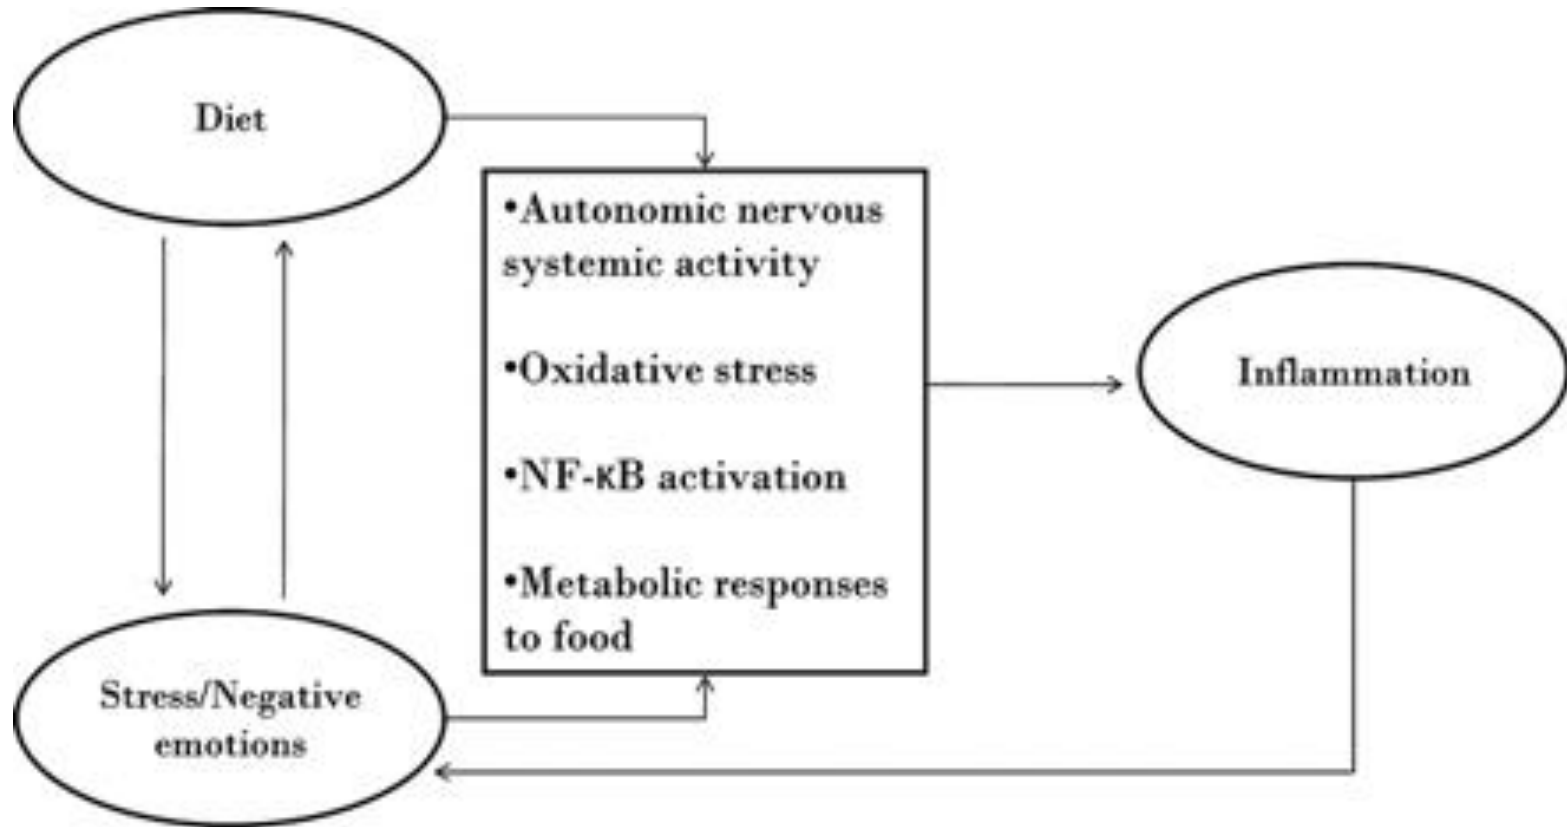 Diet
•Autonomic nervous
systemic activity
•Oxidative stress
•NF-κB activation
•Metabolic responses
to food
Inflammation
Stress/Negative
emotions